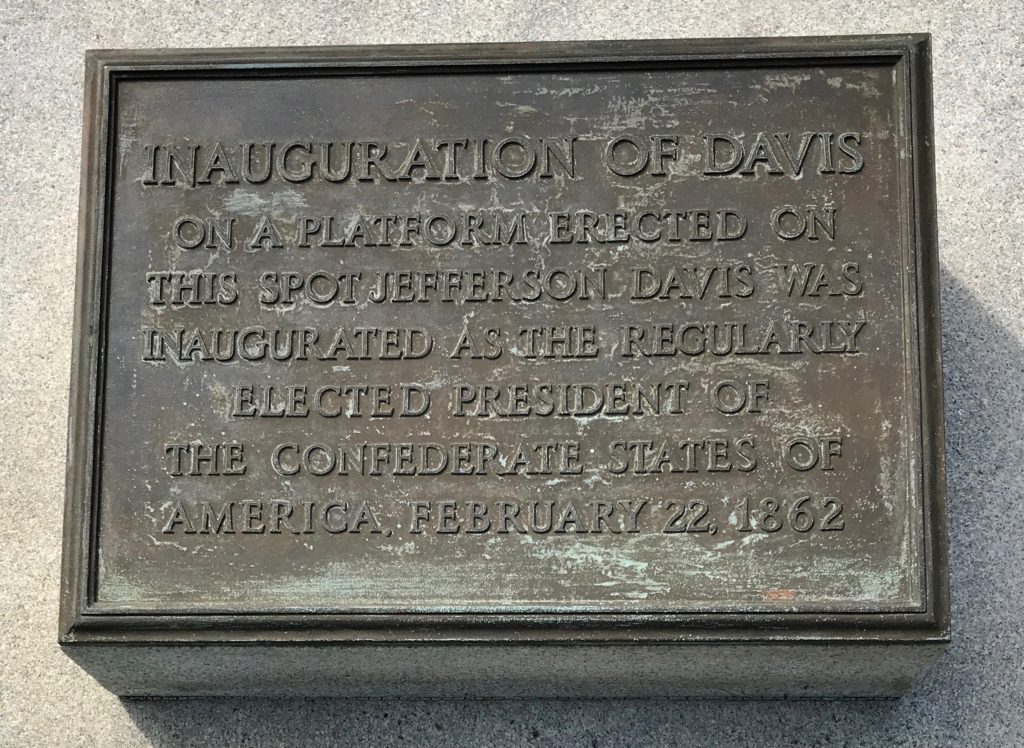 INAUGURATION OF DAVIS
ON A PLATFORM ERECTED ON
THIS SPOT JEFFERSON DAVIS WAS
INAUGURATED AS THE REGULARLY
ELECTED PRESIDENT OF
THE CONFEDERATE STATES OF
AMERICA, FEBRUARY 22, 1862